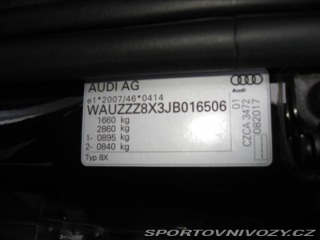 AUDI AG
e1*2007/46*0414
WAUZZZ8X3JB016506
1660 kg
2860 kg
1- 0895 kg
2- 0840 kg
Typ 8X
Audi
01
CZCA 3472
082017
SPORTOVNIVOZY.CZ